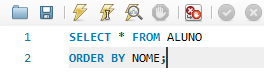 1 SELECT * FROM ALUNO
2 ORDER BY NOME;